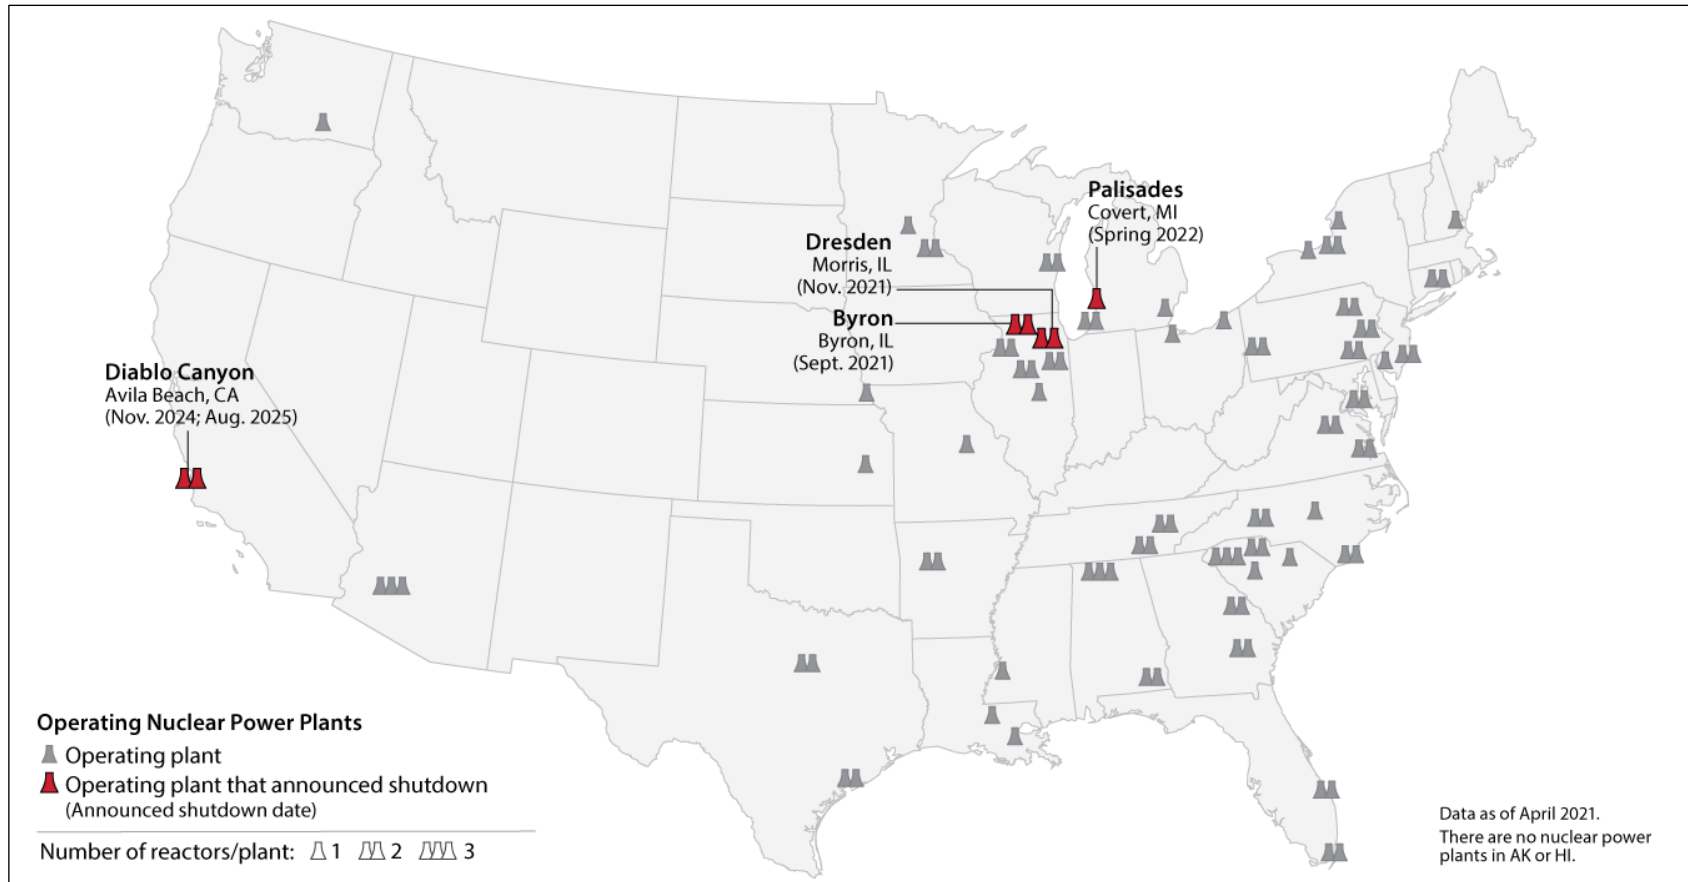 Palisades
Covert, MI
(Spring 2022)
Dresden
Morris, IL
(Nov. 2021)
Byron
Byron, IL
(Sept. 2021)
Diablo Canyon
Avila Beach, CA
(Nov. 2024; Aug. 2025)
Operating Nuclear Power Plants
Operating plant
Operating plant that announced shutdown
(Announced shutdown date)
Number of reactors/plant: 1 2 3
Data as of April 2021.
There are no nuclear power
plants in AK or HI.